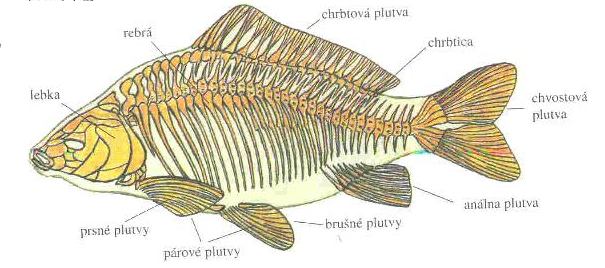 chrbtová plutva
rebrá
chrbtica
lebka
chvostová
plutva
análna plutva
prsné plutvy
brušné plutvy
párové plutvy